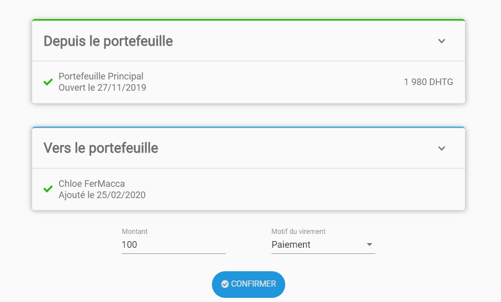 Depuis le portefeuille
Portefeuille Principal
Ouvert le 27/11/2019
1 980 DHTG
Vers le portefeuille
Chloe FerMacca
Ajouté le 25/02/2020
Montant
100
Motif du virement
Paiement
CONFIRMER